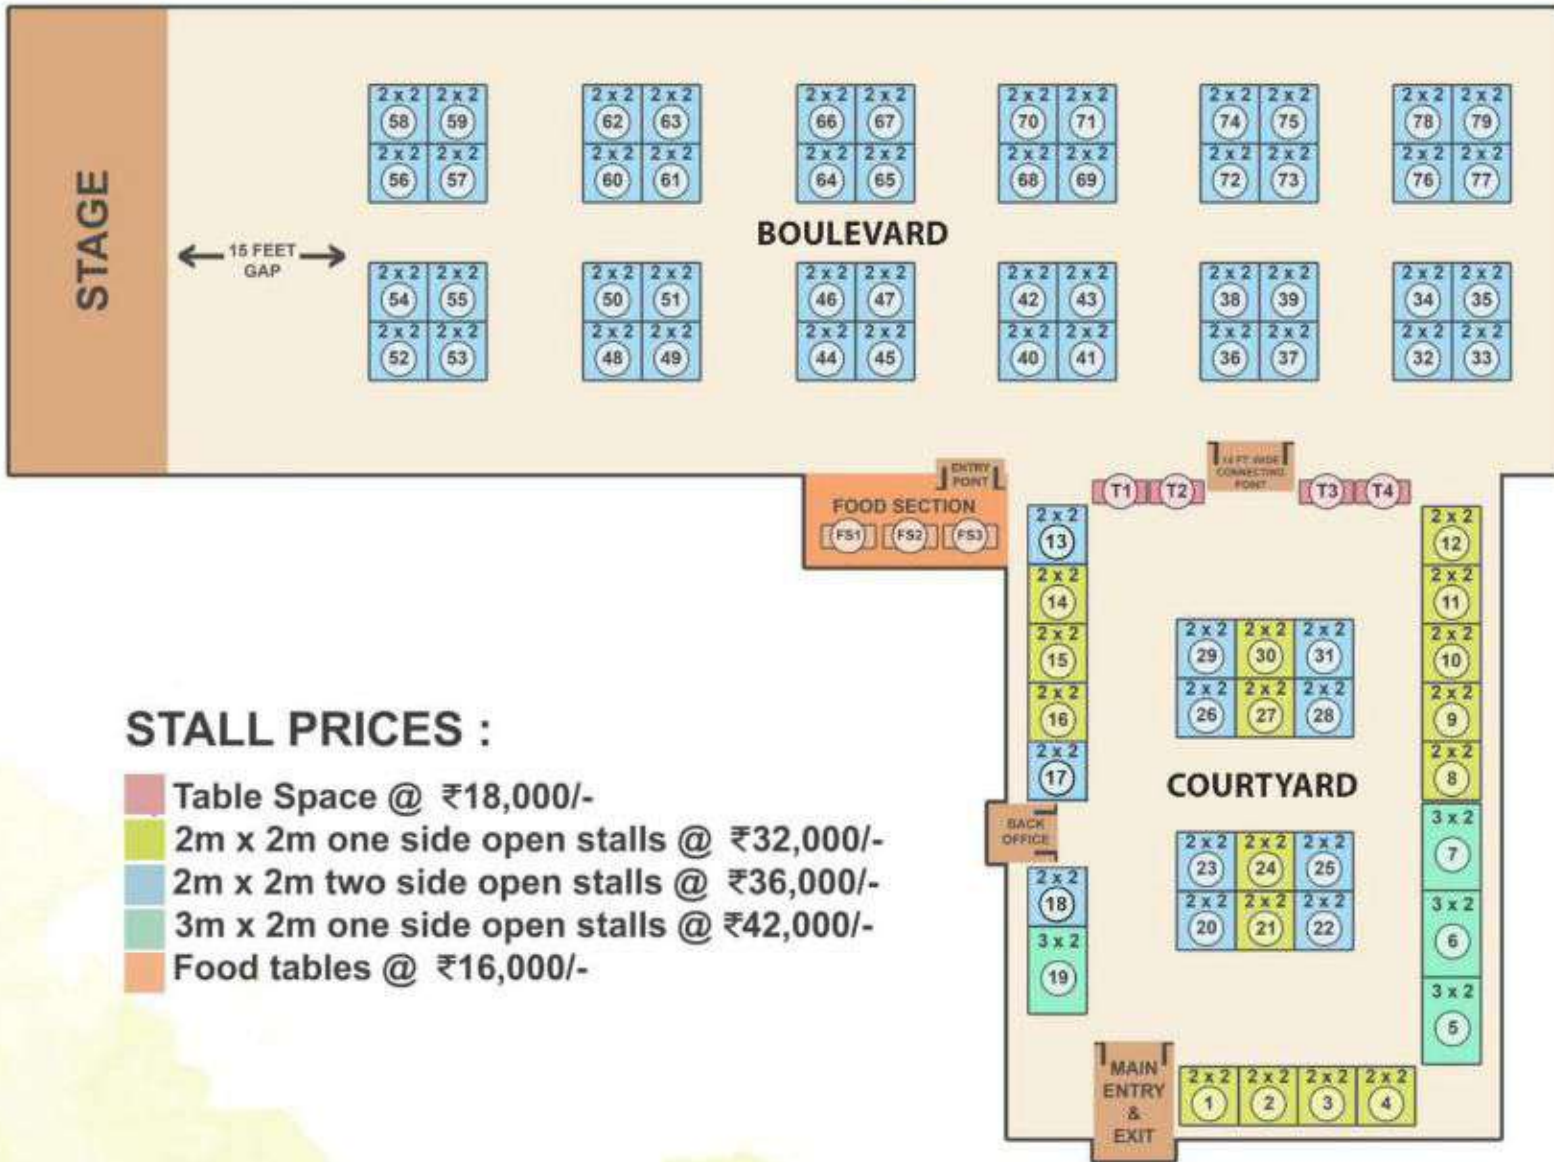 STAGE
15 FEET
GAP
2 x 2 2 x 2 2 x 2 2 x 2 2 x 2 2 x 2 2 x 2 2 x 2 2 x 2 2 x 2 2 x 2 2 x 2
58 59 62 63 66 67 70 71 74 75 78 79
2 x 2 2 x 2 2 x 2 2 x 2 2 x 2 2 x 2 2 x 2 2 x 2 2 x 2 2 x 2 2 x 2 2 x 2
56 57 60 61 64 65 68 69 72 73 76 77
BOULEVARD
2 x 2 2 x 2 2 x 2 2 x 2 2 x 2 2 x 2 2 x 2 2 x 2 2 x 2 2 x 2 2 x 2 2 x 2
54 55 50 51 46 47 42 43 38 39 34 35
2 x 2 2 x 2 2 x 2 2 x 2 2 x 2 2 x 2 2 x 2 2 x 2 2 x 2 2 x 2 2 x 2 2 x 2
52 53 48 49 44 45 40 41 36 37 32 33
ENTRY
POINT
FOOD SECTION
FS1 FS2 FS3
14 FT. WIDE
CONNECTING
POINT
T1 T2 T3 T4
2 x 2
13
2 x 2
14
2 x 2
15
2 x 2
16
2 x 2
17
BACK
OFFICE
2 x 2
18
3 x 2
19
2 x 2 2 x 2 2 x 2
29 30 31
2 x 2 2 x 2 2 x 2
26 27 28
COURTYARD
2 x 2 2 x 2 2 x 2
23 24 25
2 x 2 2 x 2 2 x 2
20 21 22
2 x 2
12
2 x 2
11
2 x 2
10
2 x 2
9
2 x 2
8
3 x 2
7
3 x 2
6
3 x 2
5
MAIN
ENTRY
&
EXIT
2 x 2 2 x 2 2 x 2 2 x 2
1 2 3 4
STALL PRICES :
Table Space @ ₹18,000/-
2m x 2m one side open stalls @ ₹32,000/-
2m x 2m two side open stalls @ ₹36,000/-
3m x 2m one side open stalls @ ₹42,000/-
Food tables @ ₹16,000/-